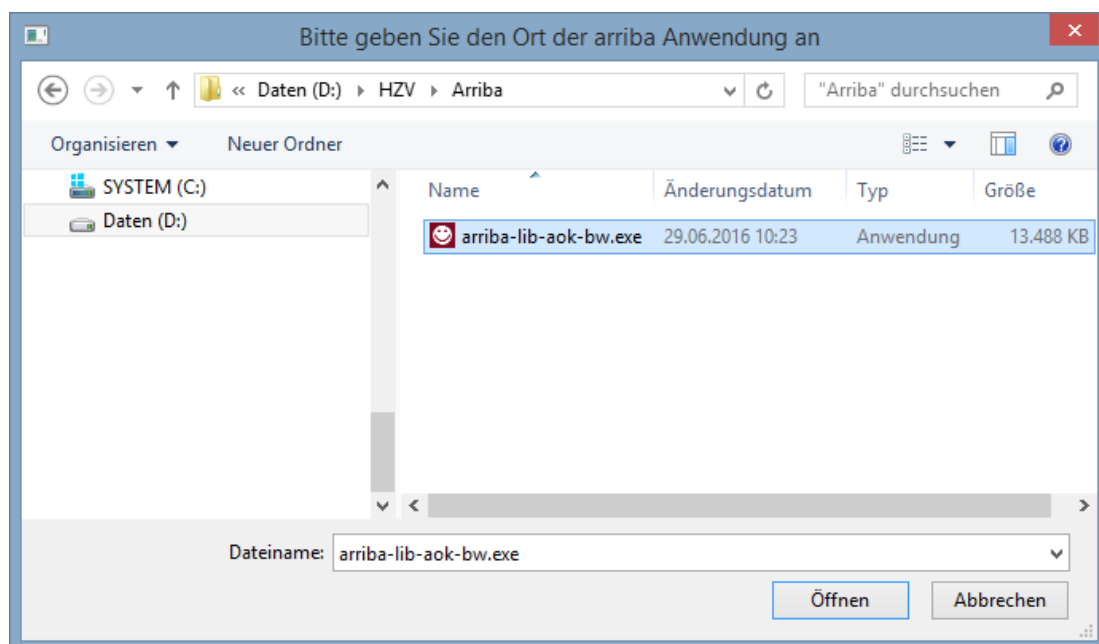 Bitte geben Sie den Ort der arriba Anwendung an
« Daten (D:) HZV Arriba "Arriba" durchsuchen
Organisieren Neuer Ordner
SYSTEM (C:)
Daten (D:)
Name Änderungsdatum Typ Größe
arriba-lib-aok-bw.exe 29.06.2016 10:23 Anwendung 13.488 KB
Dateiname: arriba-lib-aok-bw.exe
Öffnen Abbrechen